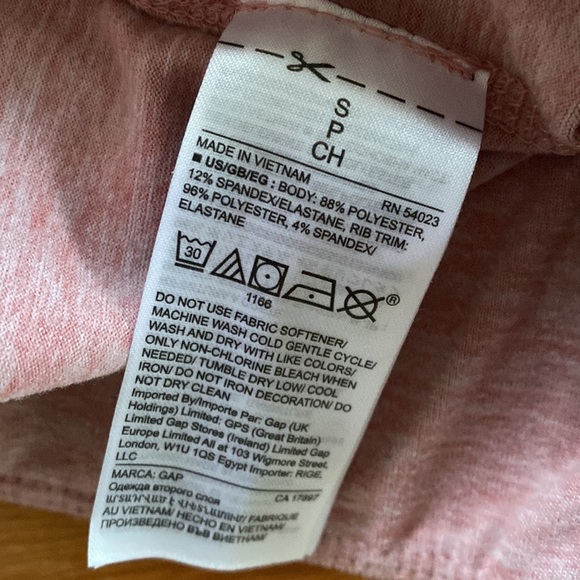 S
P
CH
MADE IN VIETNAM RN 54023
■ US/GB/EG : BODY: 88% POLYESTER,
12% SPANDEX/ELASTANE, RIB TRIM:
96% POLYESTER, 4% SPANDEX/
ELASTANE
30 ®
1166
DO NOT USE FABRIC SOFTENER/
MACHINE WASH COLD GENTLE CYCLE/
WASH AND DRY WITH LIKE COLORS/
ONLY NON-CHLORINE BLEACH WHEN
NEEDED/ TUMBLE DRY LOW/ COOL
IRON/ DO NOT IRON DECORATION/ DO
NOT DRY CLEAN
Imported By/Importe Par: Gap (UK
Holdings) Limited: GPS (Great Britain)
Limited Gap Stores (Ireland) Limited Gap
Europe Limited All at 103 Wigmore Street,
London, W1U 1QS Egypt Importer: RIGE,
LLC
MARCA: GAP CA 17897
Одежда второго слоя
ԱՐՏԱԴՐՎԱԾ Է ՎԻԵՏՆԱՄՈՒՄ/ FABRIQUE
AU VIETNAM/ HECHO EN VIETNAM/
ПРОИЗВЕДЕНО ВЪВ ВИЕТНАМ/